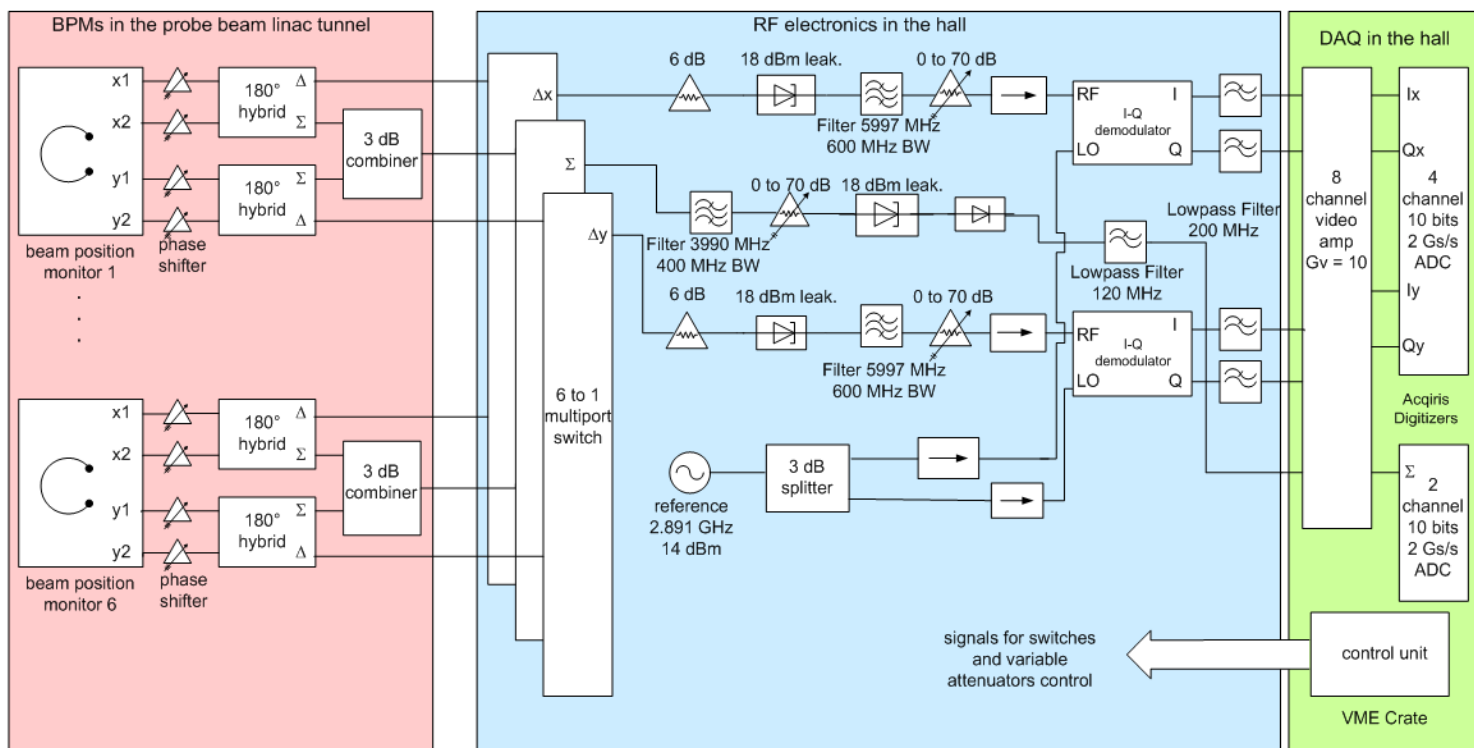 BPMs in the probe beam linac tunnel
x1
x2
y1
y2
beam position
monitor 1
phase
shifter
180°
hybrid
Δ
Σ
180°
hybrid
Σ
Δ
3 dB
combiner
.
.
.
.
x1
x2
y1
y2
beam position
monitor 6
phase
shifter
180°
hybrid
Δ
Σ
180°
hybrid
Σ
Δ
3 dB
combiner
RF electronics in the hall
Δx
Σ
Δy
6 to 1
multiport
switch
6 dB
18 dBm leak.
Filter 5997 MHz
600 MHz BW
0 to 70 dB
RF
I
I-Q
demodulator
LO
Q
Filter 3990 MHz
400 MHz BW
0 to 70 dB
18 dBm leak.
Lowpass Filter
120 MHz
Lowpass Filter
200 MHz
6 dB
18 dBm leak.
Filter 5997 MHz
600 MHz BW
0 to 70 dB
RF
I
I-Q
demodulator
LO
Q
reference
2.891 GHz
14 dBm
3 dB
splitter
signals for switches
and variable
attenuators control
DAQ in the hall
8
channel
video
amp
Gv = 10
Ix
Qx
Iy
Qy
4
channel
10 bits
2 Gs/s
ADC
Acqiris
Digitizers
Σ
2
channel
10 bits
2 Gs/s
ADC
control unit
VME Crate